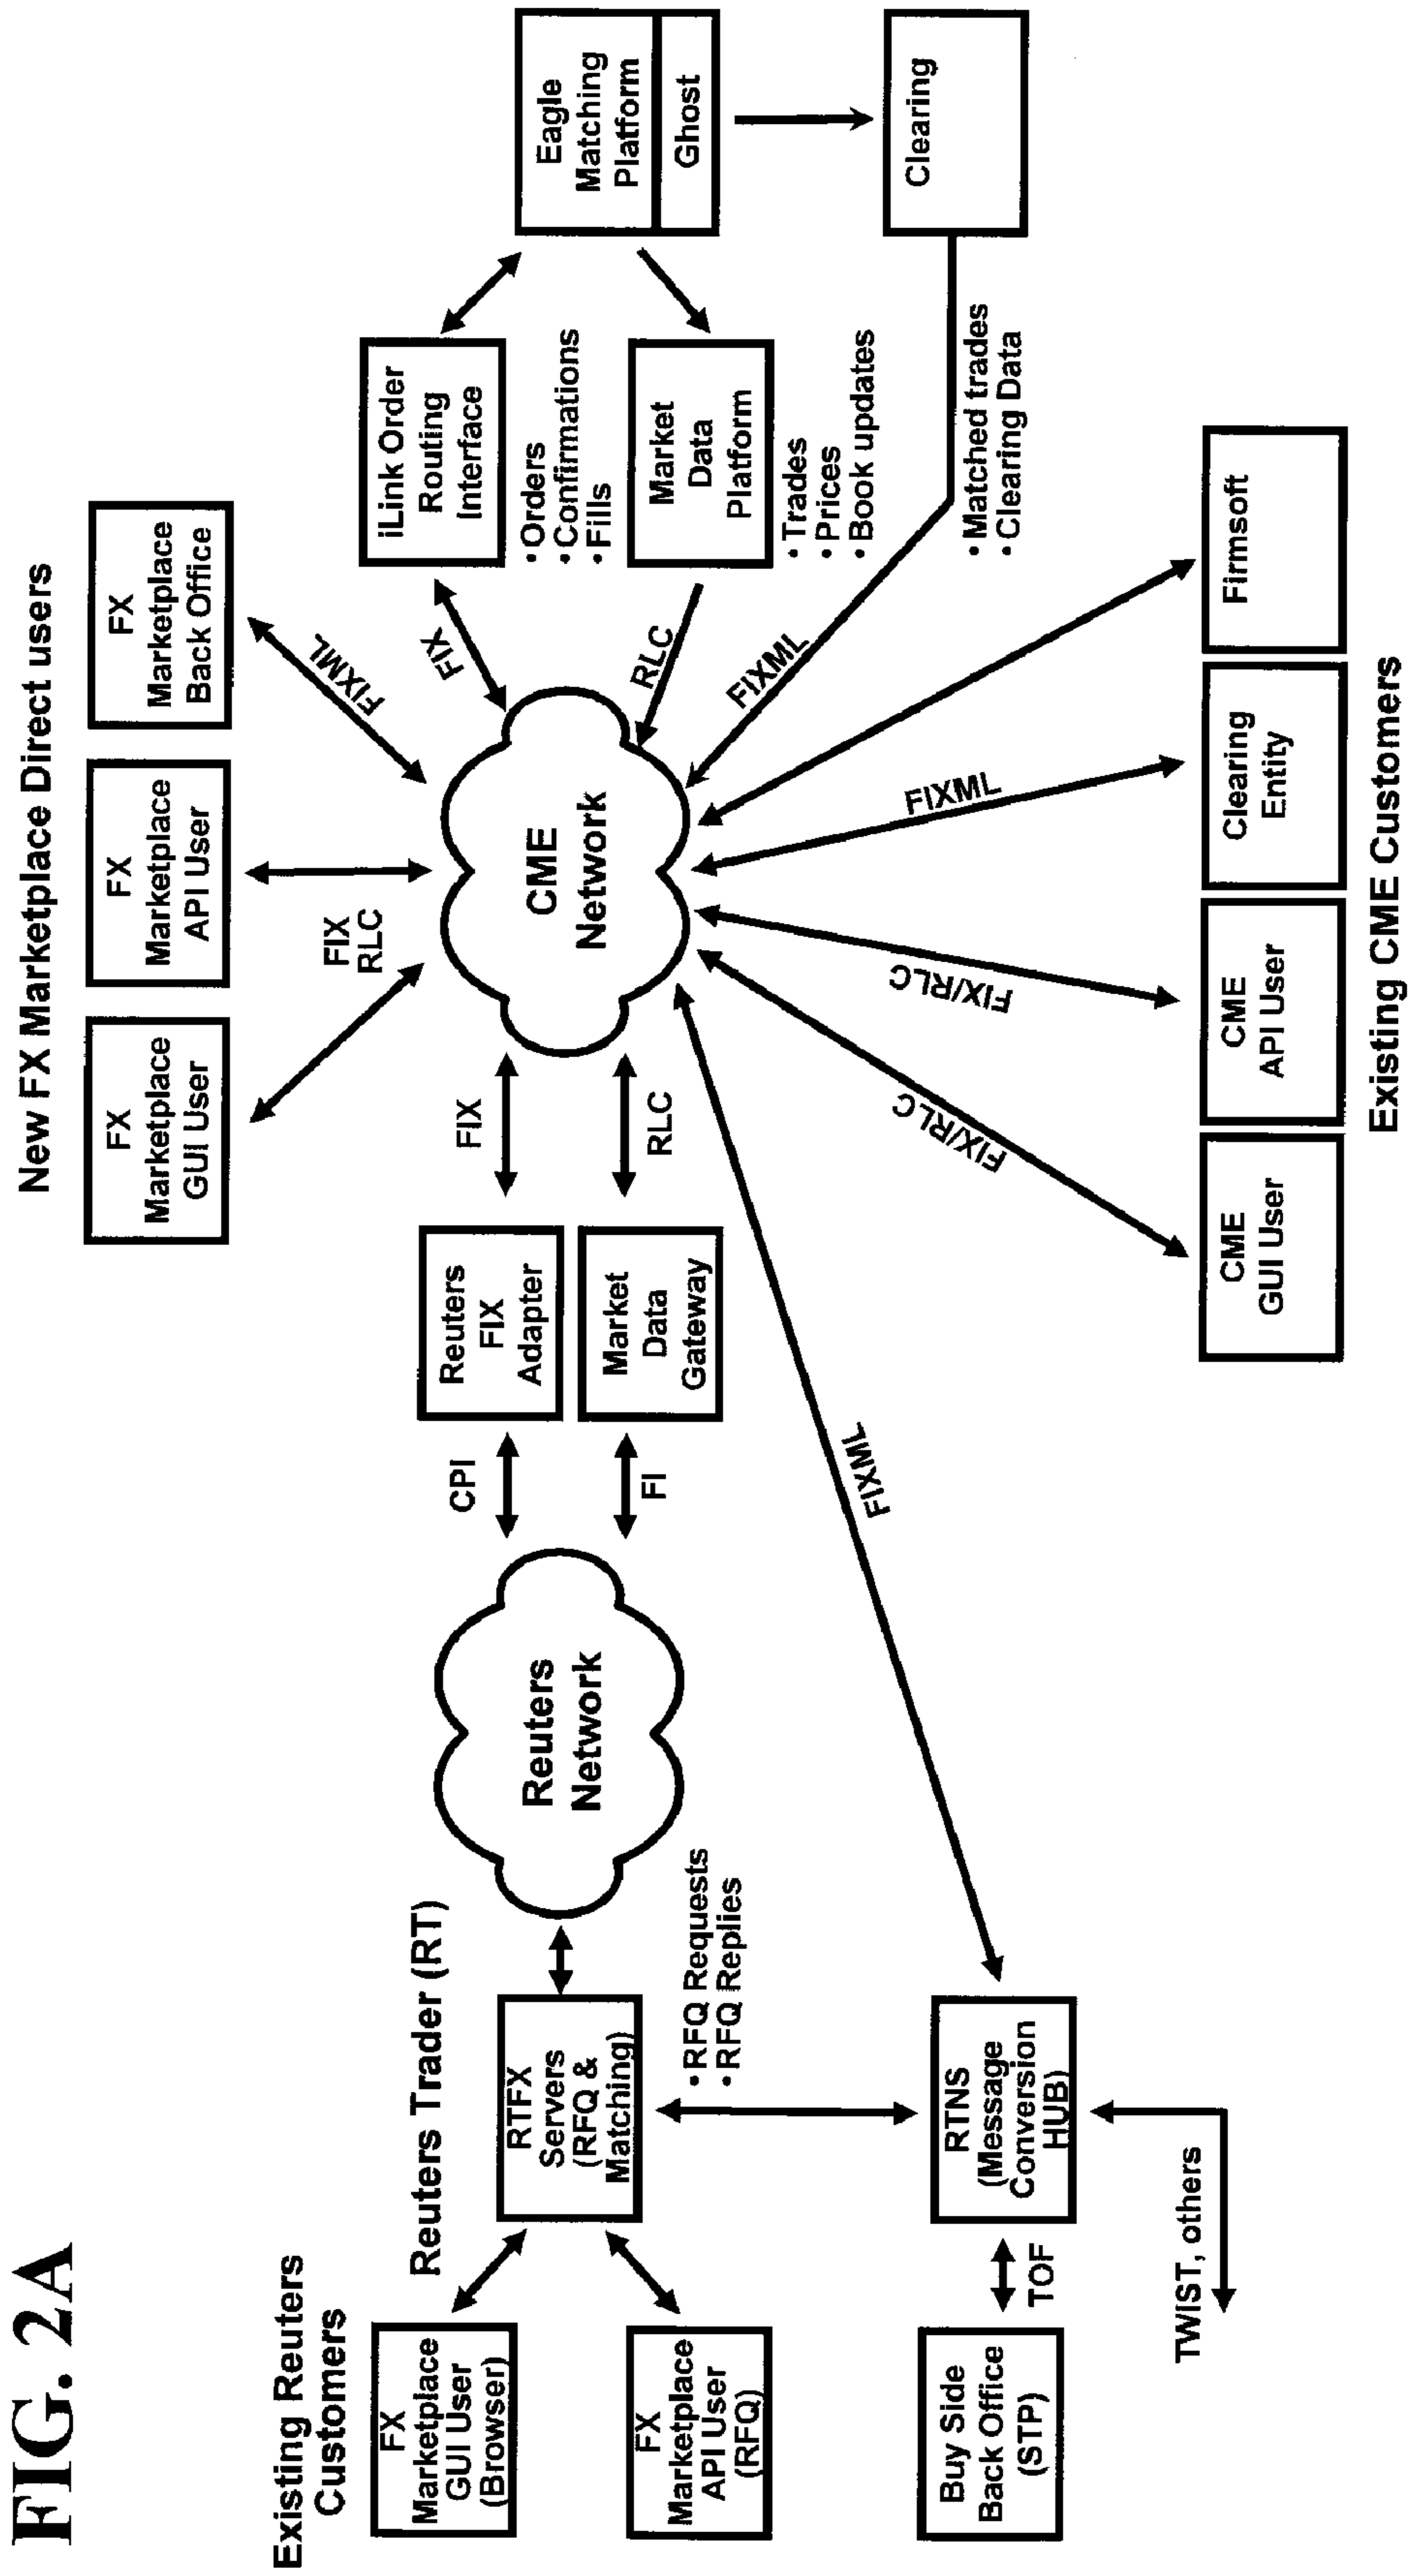 FIG. 2A
New FX Marketplace Direct users
FX
Marketplace
GUI User
FX
Marketplace
API User
FX
Marketplace
Back Office
FIX
RLC
FIXML
Existing Reuters
Customers
Reuters Trader (RT)
FX
Marketplace
GUI User
(Browser)
FX
Marketplace
API User
(RFQ)
Buy Side
Back Office
(STP)
TOF
TWIST, others
RTFX
Servers
(RFQ &
Matching)
•RFQ Requests
•RFQ Replies
RTNS
(Message
Conversion
HUB)
Reuters
Network
CPI
FI
Reuters
FIX
Adapter
Market
Data
Gateway
FIX
RLC
FIXML
CME
Network
FIX
RLC
FIXML
iLink Order
Routing
Interface
•Orders
•Confirmations
•Fills
Market
Data
Platform
•Trades
•Prices
•Book updates
Eagle
Matching
Platform
Ghost
Clearing
•Matched trades
•Clearing Data
FIX/RLC
FIX/RLC
FIXML
CME
GUI User
CME
API User
Clearing
Entity
Firmsoft
Existing CME Customers